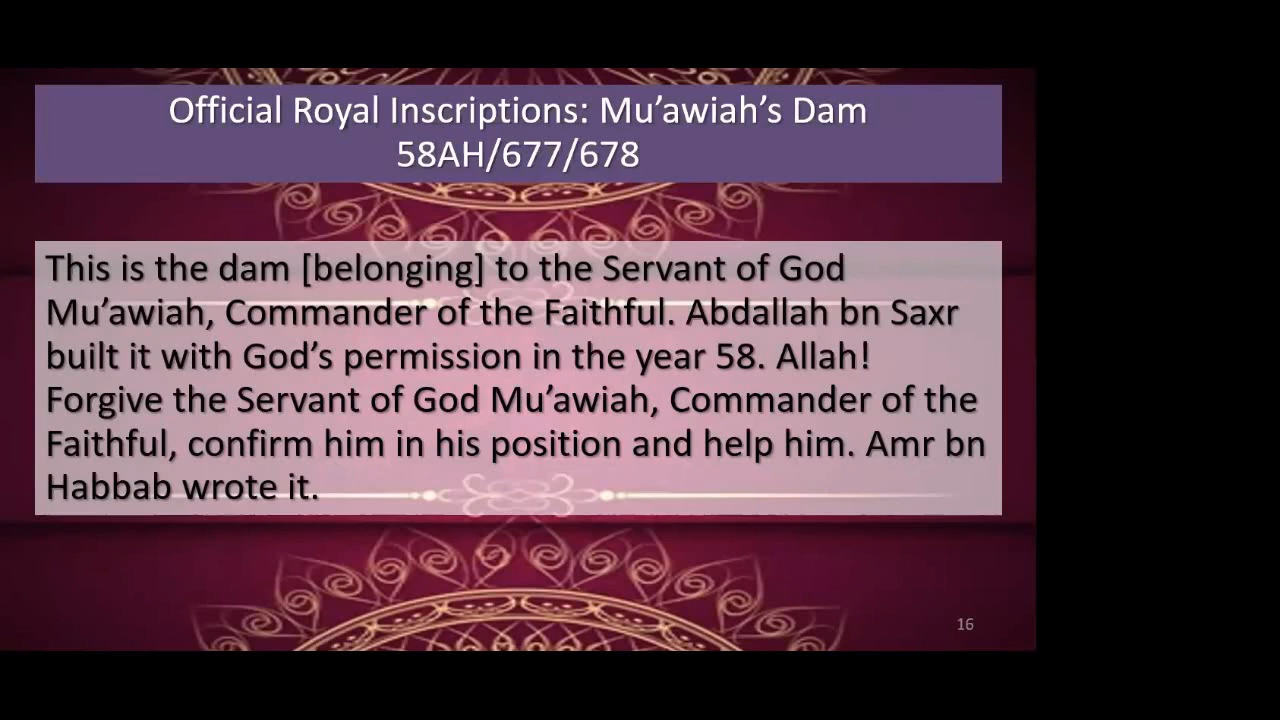 Official Royal Inscriptions: Mu’awiah’s Dam
58AH/677/678
This is the dam [belonging] to the Servant of God
Mu’awiah, Commander of the Faithful. Abdallah bn Saxr
built it with God’s permission in the year 58. Allah!
Forgive the Servant of God Mu’awiah, Commander of the
Faithful, confirm him in his position and help him. Amr bn
Habbab wrote it.
16